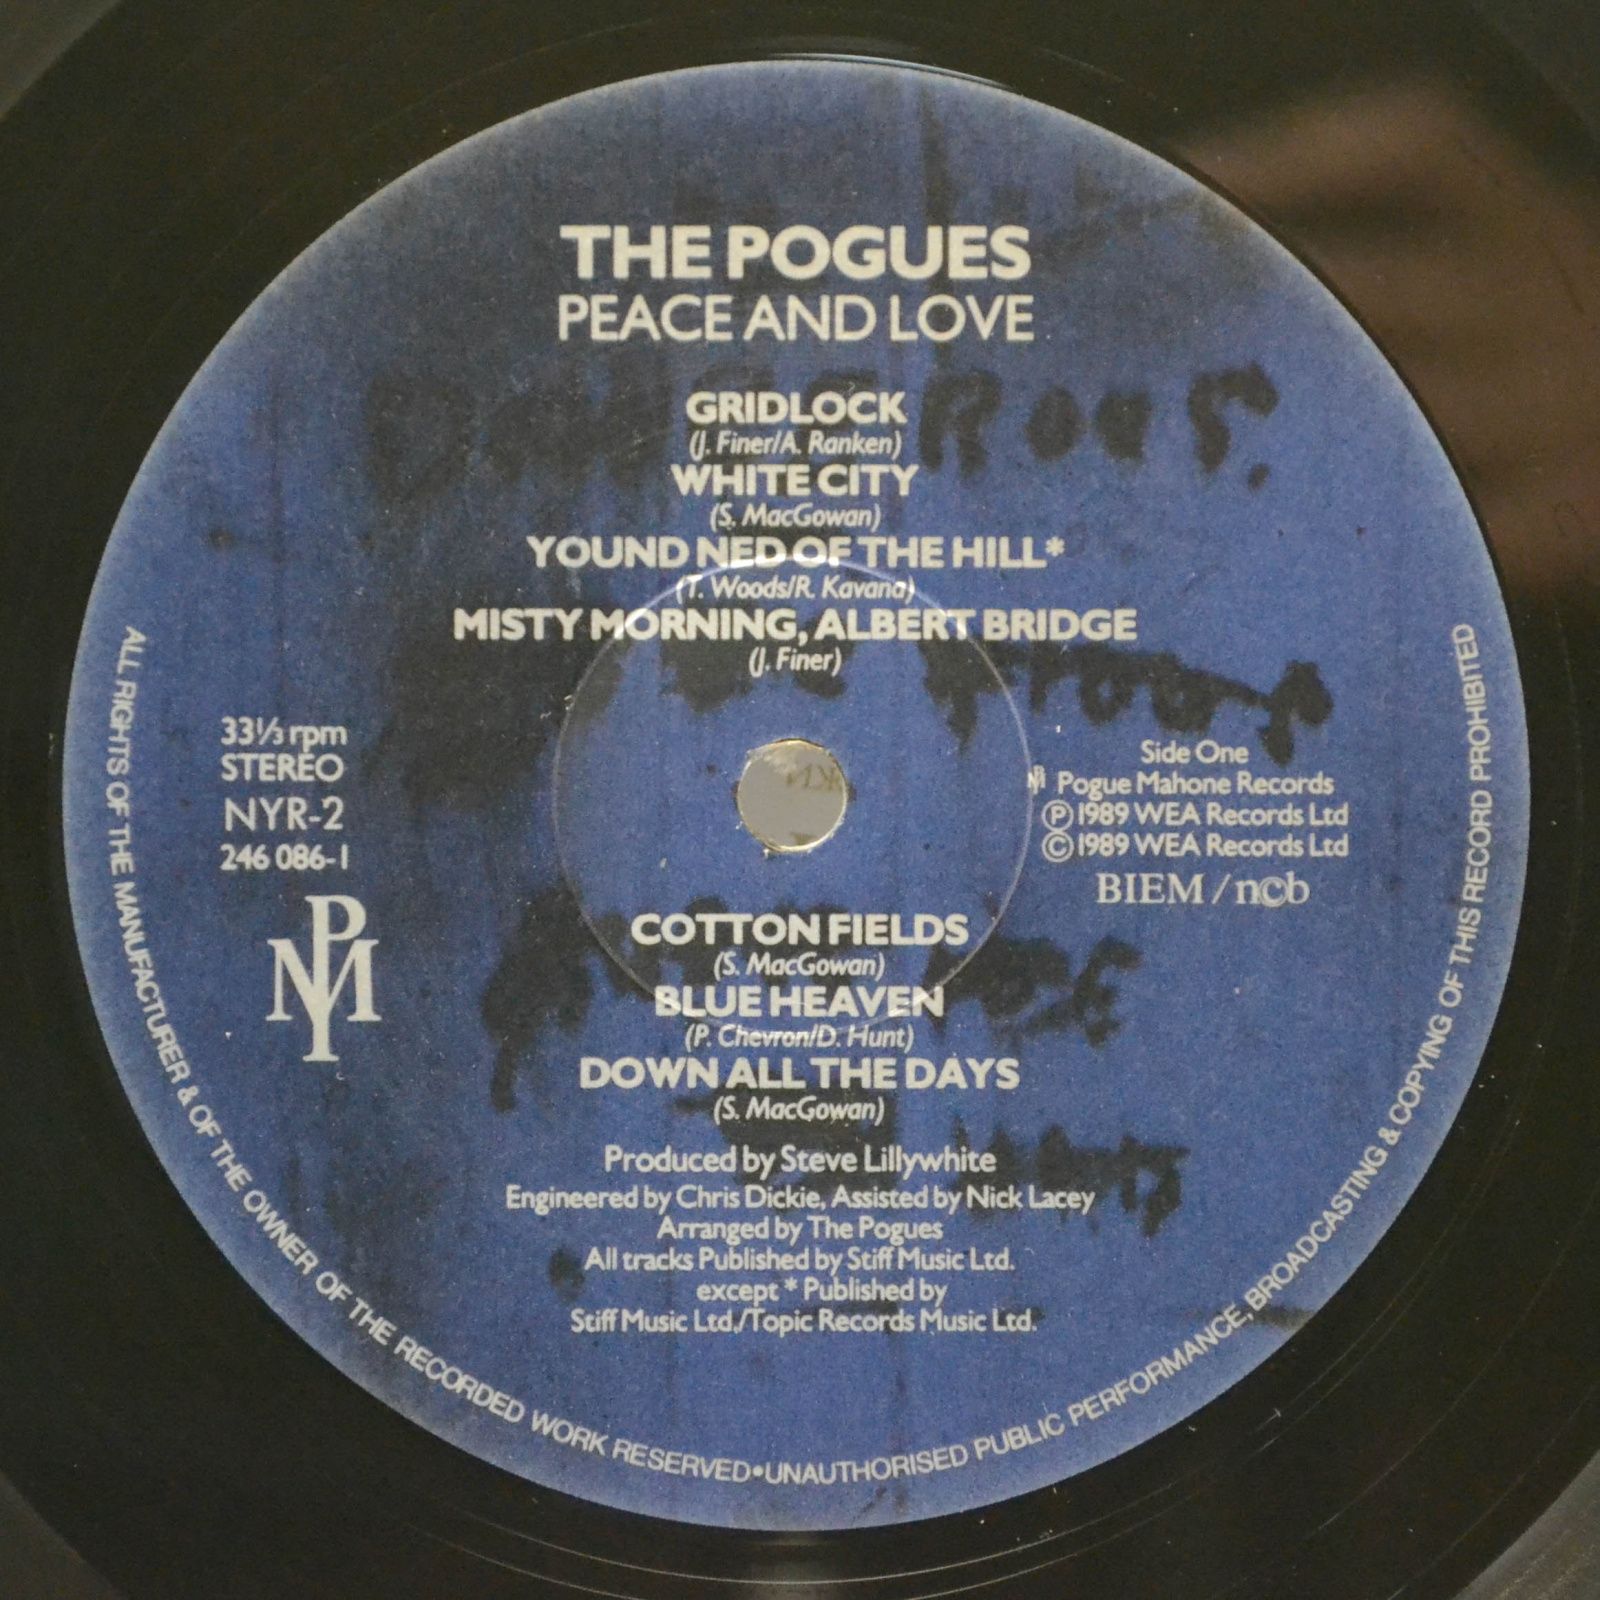 THE POGUES
PEACE AND LOVE
GRIDLOCK
(J. Finer/A. Ranken)
WHITE CITY
(S. MacGowan)
YOUND NED OF THE HILL*
(T. Woods/R. Kavana)
MISTY MORNING, ALBERT BRIDGE
(J. Finer)
33⅓ rpm
STEREO
NYR-2
246 086-1
PM
Side One
Pogue Mahone Records
Ⓟ 1989 WEA Records Ltd
© 1989 WEA Records Ltd
BIEM / ncb
COTTON FIELDS
(S. MacGowan)
BLUE HEAVEN
(P. Chevron/D. Hunt)
DOWN ALL THE DAYS
(S. MacGowan)
Produced by Steve Lillywhite
Engineered by Chris Dickie, Assisted by Nick Lacey
Arranged by The Pogues
All tracks Published by Stiff Music Ltd.
except * Published by
Stiff Music Ltd./Topic Records Music Ltd.
ALL RIGHTS OF THE MANUFACTURER & OF THE OWNER OF THE RECORDED WORK RESERVED•UNAUTHORISED PUBLIC PERFORMANCE, BROADCASTING & COPYING OF THIS RECORD PROHIBITED